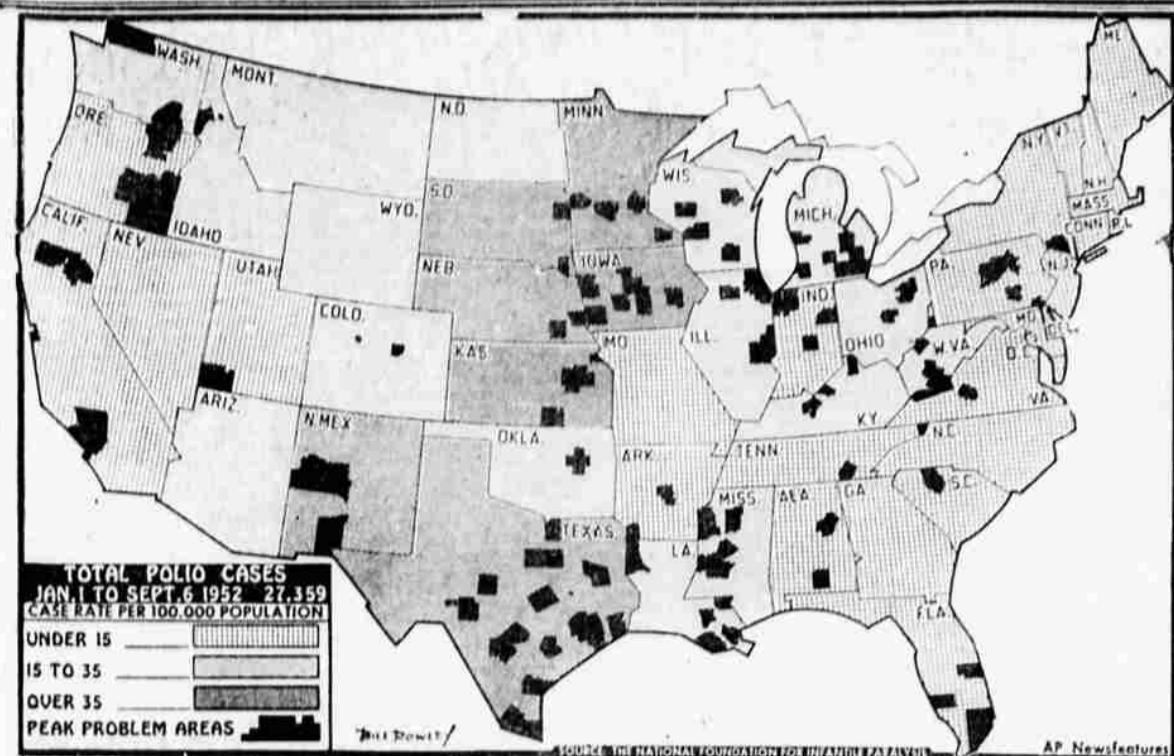 WASH.
MONT.
N.D.
MINN.
ME.
ORE.
S.D.
WIS.
N.Y.
VT.
N.H.
WYO.
MICH.
MASS.
CONN.
R.I.
CALIF.
NEV.
IDAHO
UTAH
NEB.
IOWA
PA.
N.J.
COLO.
IND.
OHIO
MD.
DEL.
KAS.
MO.
ILL.
W.VA.
D.C.
VA.
ARIZ.
N.MEX.
KY.
OKLA.
ARK.
TENN.
N.C.
S.C.
MISS.
ALA.
GA.
TEXAS
LA.
FLA.
TOTAL POLIO CASES
JAN.1 TO SEPT.6 1952 27,359
CASE RATE PER 100,000 POPULATION
UNDER 15
15 TO 35
OVER 35
PEAK PROBLEM AREAS
SOURCE: THE NATIONAL FOUNDATION FOR INFANTILE PARALYSIS
AP Newsfeatures